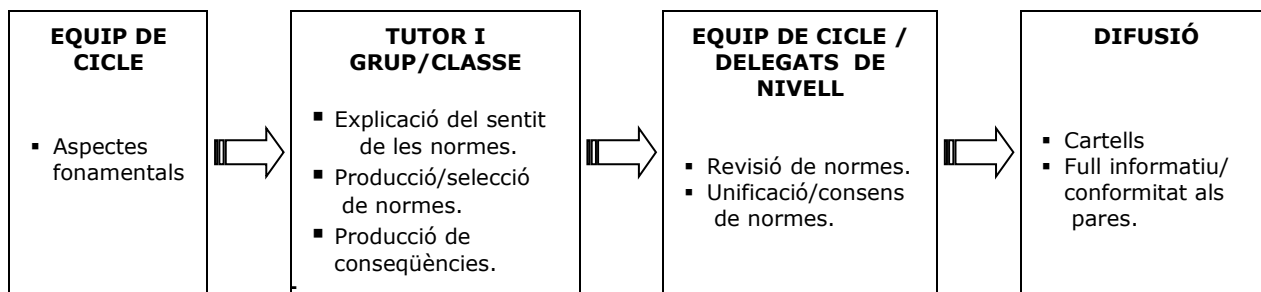 EQUIP DE
CICLE
▪ Aspectes
fonamentals
TUTOR I
GRUP/CLASSE
▪ Explicació del sentit
de les normes.
▪ Producció/selecció
de normes.
▪ Producció de
conseqüències.
EQUIP DE CICLE /
DELEGATS DE
NIVELL
▪ Revisió de normes.
▪ Unificació/consens
de normes.
DIFUSIÓ
▪ Cartells
▪ Full informatiu/
conformitat als
pares.